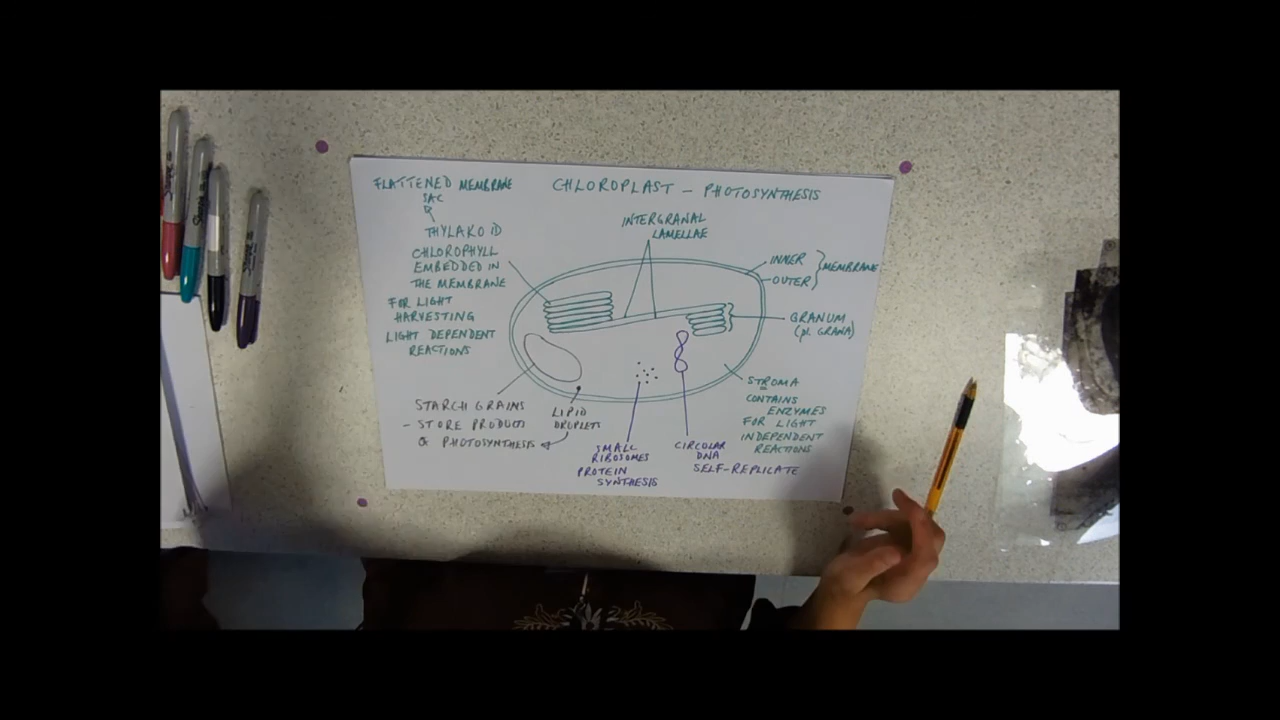 FLATTENED MEMBRANE
SAC
THYLAKOID
CHLOROPHYLL
EMBEDDED IN
THE MEMBRANE
FOR LIGHT
HARVESTING
LIGHT DEPENDENT
REACTIONS
CHLOROPLAST – PHOTOSYNTHESIS
INTERGRANAL
LAMELLAE
INNER
OUTER
MEMBRANE
GRANUM
(pl. GRANA)
STROMA
CONTAINS
ENZYMES
FOR LIGHT
INDEPENDENT
REACTIONS
STARCH GRAINS
– STORE PRODUCT
OF PHOTOSYNTHESIS
LIPID
DROPLETS
SMALL
RIBOSOMES
PROTEIN
SYNTHESIS
CIRCULAR
DNA
SELF-REPLICATE